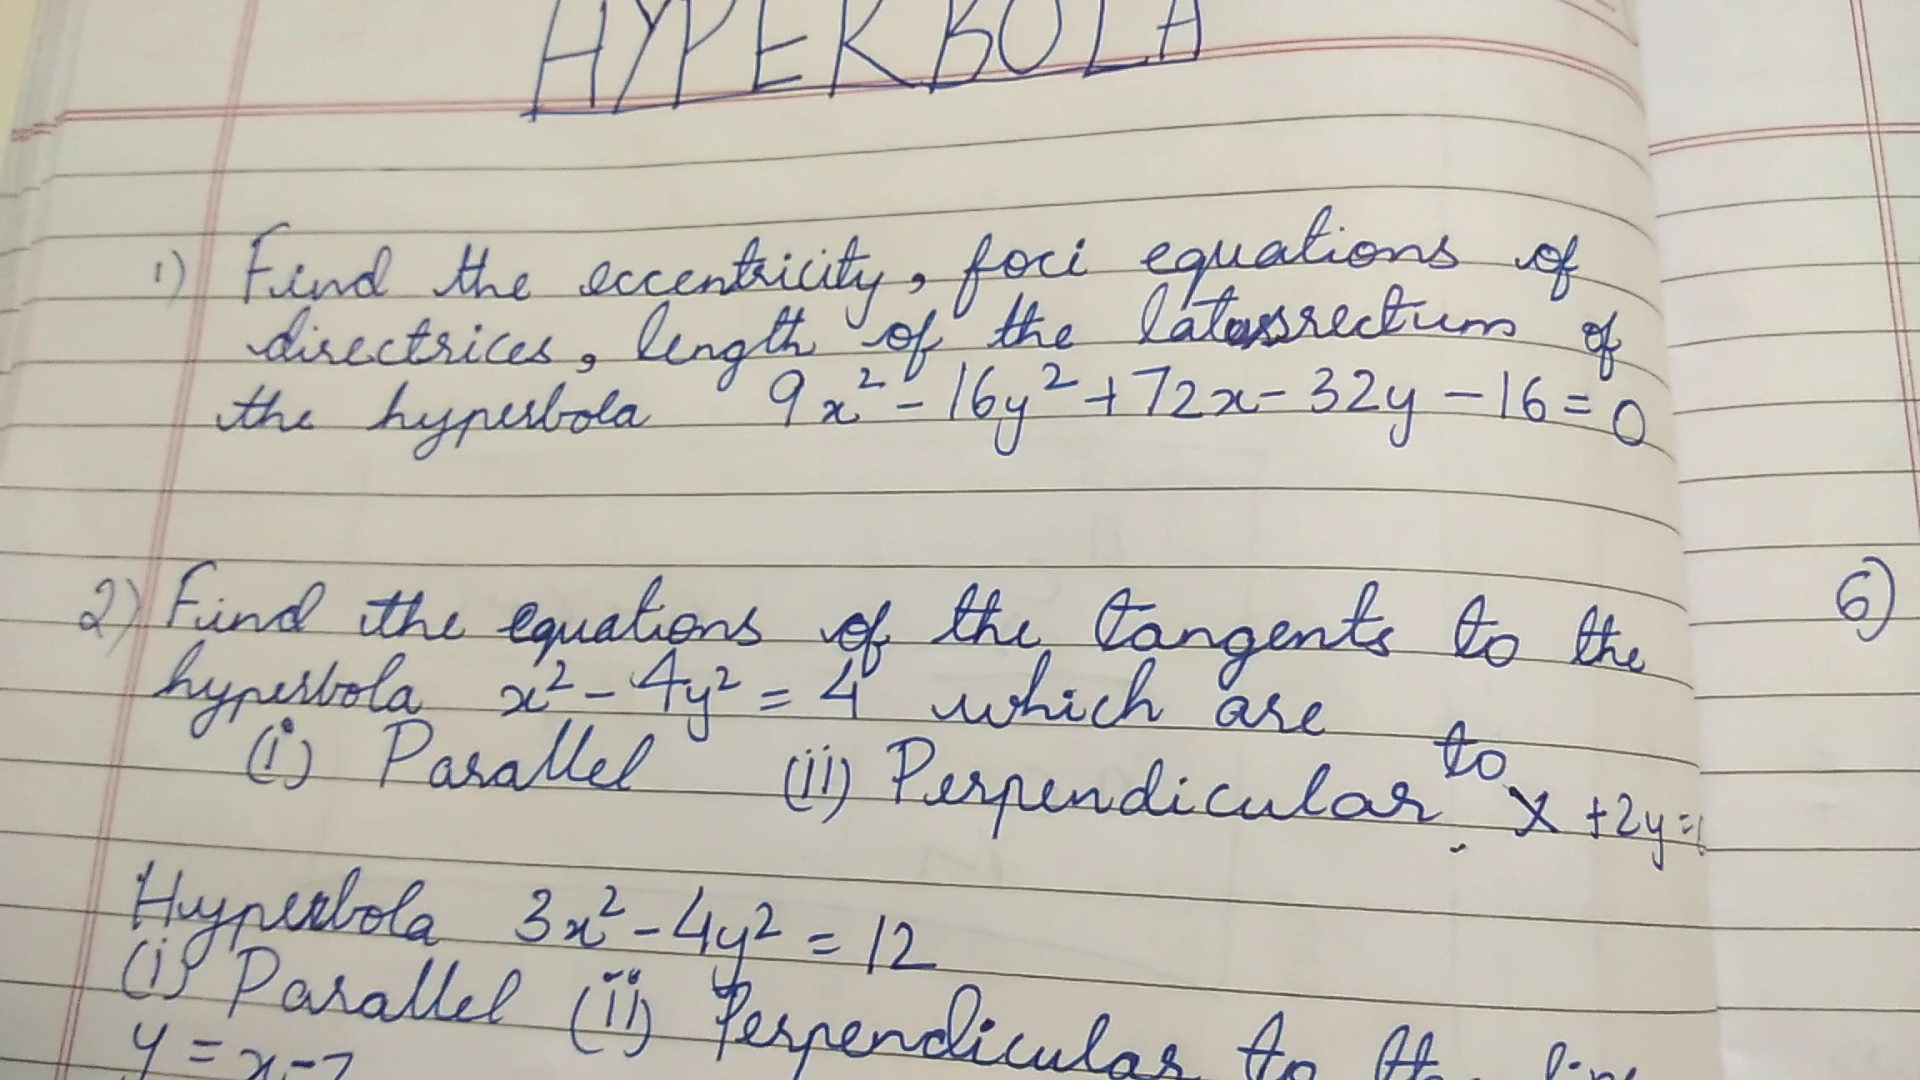 HYPERBOLA
1) Find the eccentricity, foci equations of
directrices, length of the latusrectum of
the hyperbola 9x² - 16y² + 72x - 32y - 16 = 0
2) Find the equations of the tangents to the
hyperbola x² - 4y² = 4 which are
(i) Parallel (ii) Perpendicular to x + 2y =
Hyperbola 3x² - 4y² = 12
(i) Parallel (ii) Perpendicular to the line
y = x - 7
6)